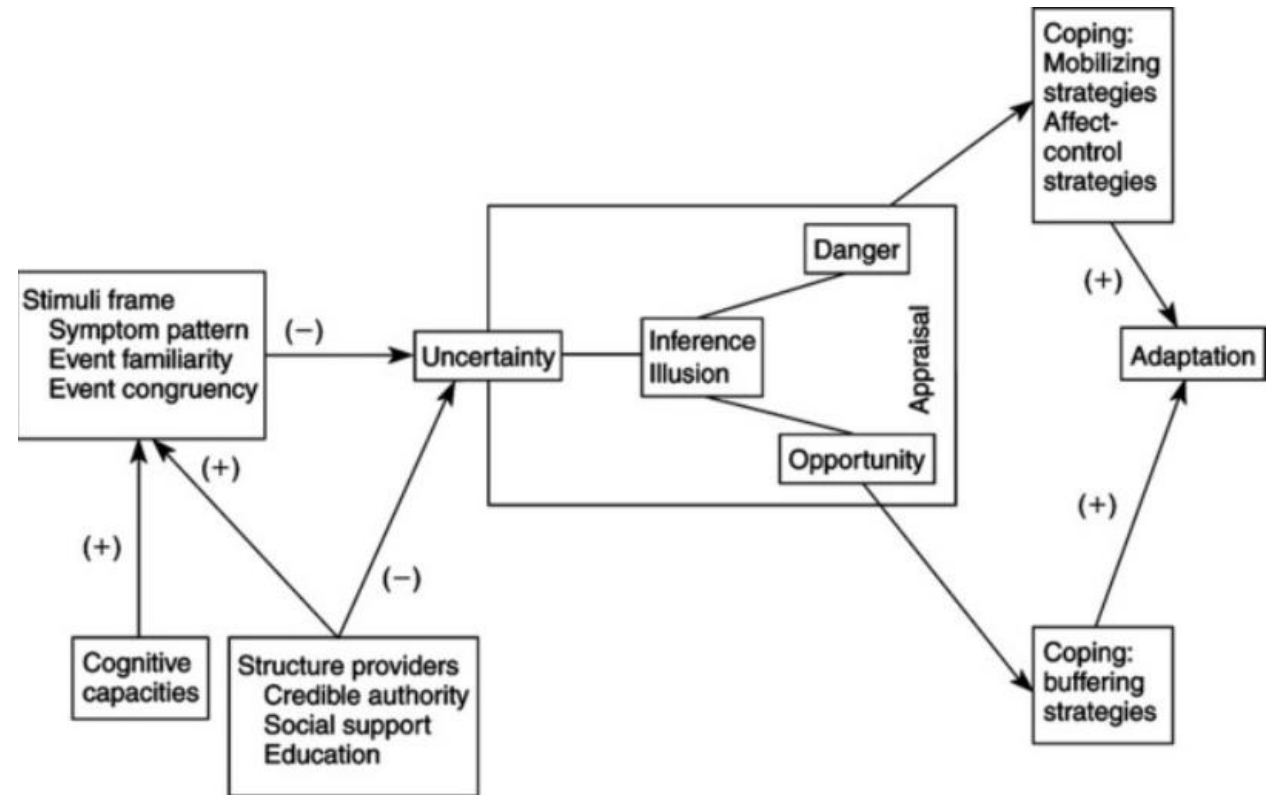 Coping:
Mobilizing
strategies
Affect-
control
strategies
Danger
(+)
Stimuli frame
Symptom pattern
Event familiarity
Event congruency
(−)
Uncertainty
Inference
Illusion
Appraisal
Adaptation
Opportunity
(+)
(+)
(+)
(−)
Cognitive
capacities
Structure providers
Credible authority
Social support
Education
Coping:
buffering
strategies